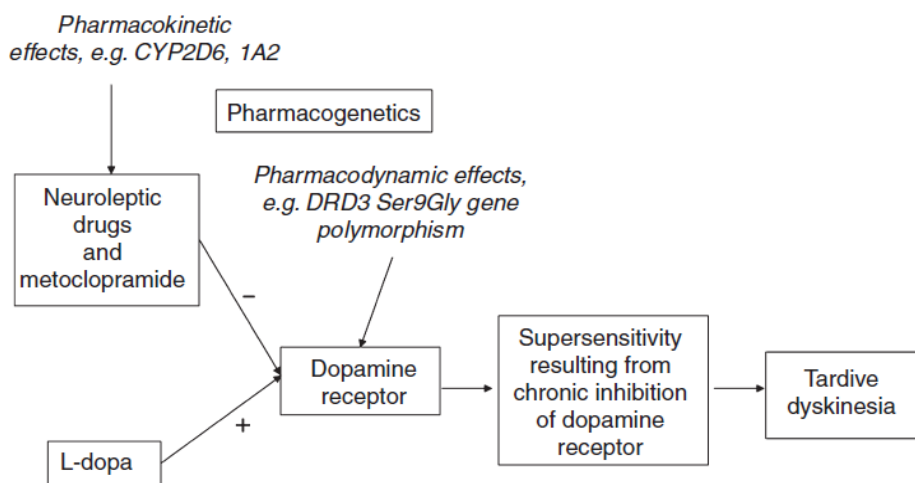 Pharmacokinetic
effects, e.g. CYP2D6, 1A2
Pharmacogenetics
Neuroleptic
drugs
and
metoclopramide
Pharmacodynamic effects,
e.g. DRD3 Ser9Gly gene
polymorphism
–
Dopamine
receptor
+
L-dopa
Supersensitivity
resulting from
chronic inhibition
of dopamine
receptor
Tardive
dyskinesia